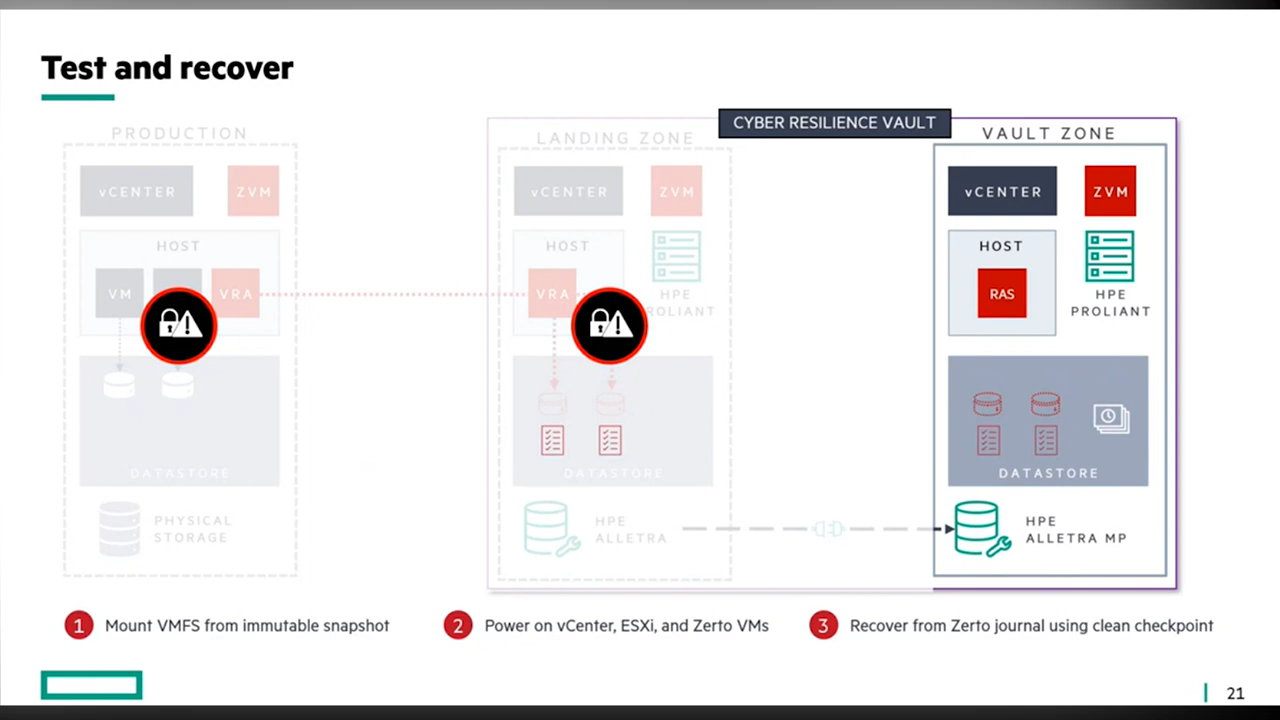 Test and recover
PRODUCTION
vCENTER
ZVM
HOST
VM
VRA
DATASTORE
PHYSICAL
STORAGE
CYBER RESILIENCE VAULT
LANDING ZONE
vCENTER
ZVM
HOST
VRA
HPE
PROLIANT
DATASTORE
HPE
ALLETRA
VAULT ZONE
vCENTER
ZVM
HOST
RAS
HPE
PROLIANT
DATASTORE
HPE
ALLETRA MP
1 Mount VMFS from immutable snapshot
2 Power on vCenter, ESXi, and Zerto VMs
3 Recover from Zerto journal using clean checkpoint
21